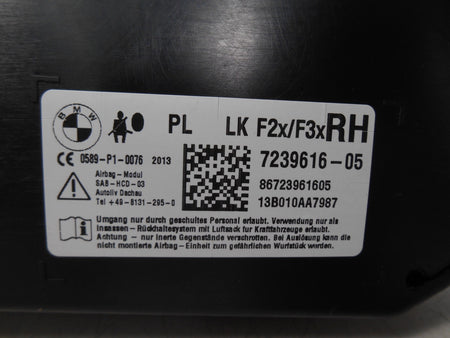 BMW
PL LK F2x/F3x RH
CE 0589-P1-0076 2013
7239616-05
Airbag-Modul
SAB-HCD-03
Autoliv Dachau
Tel +49-8131-295-0
86723961605
13B010AA7987
Umgang nur durch geschultes Personal erlaubt. Verwendung nur als
Insassen-Rückhaltesystem mit Luftsack für Kraftfahrzeuge erlaubt.
Achtung - nur inerte Gegenstände verschrotten. Bei Auslösung kann die
nicht montierte Airbag-Einheit zum gefährlichen Wurfstück werden.